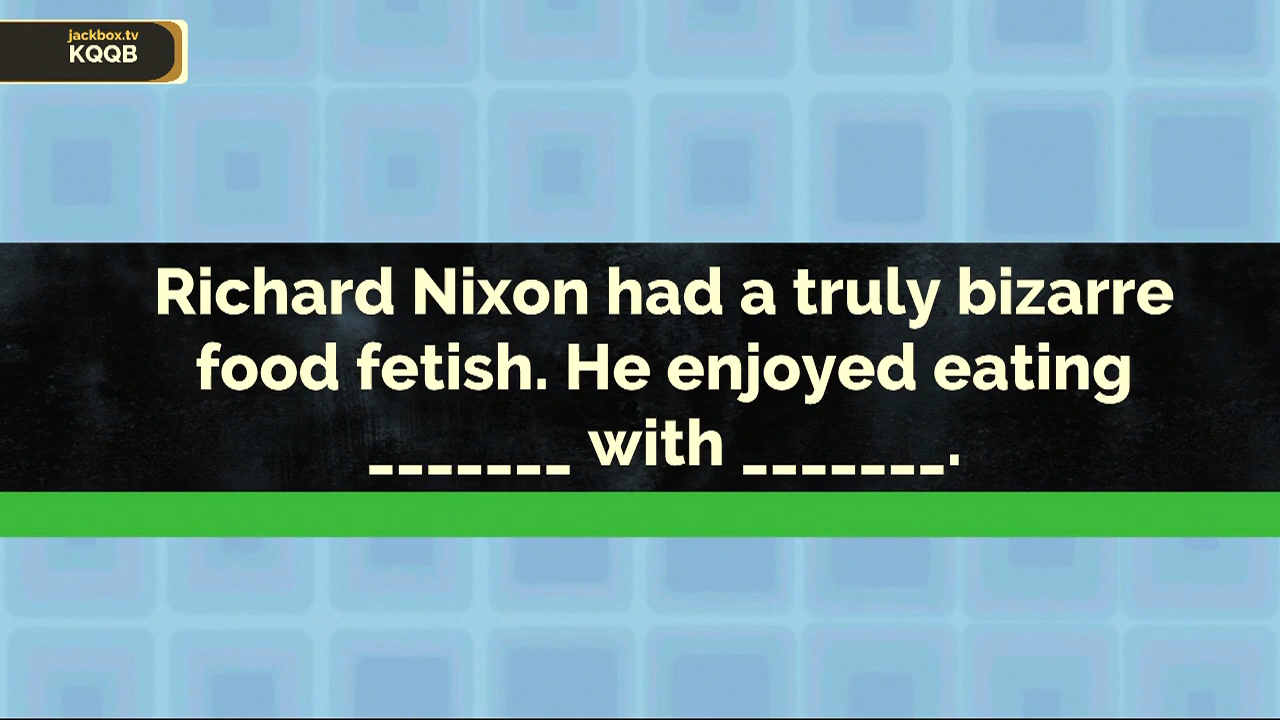 jackbox.tv
KQQB
Richard Nixon had a truly bizarre
food fetish. He enjoyed eating
_______ with _______.